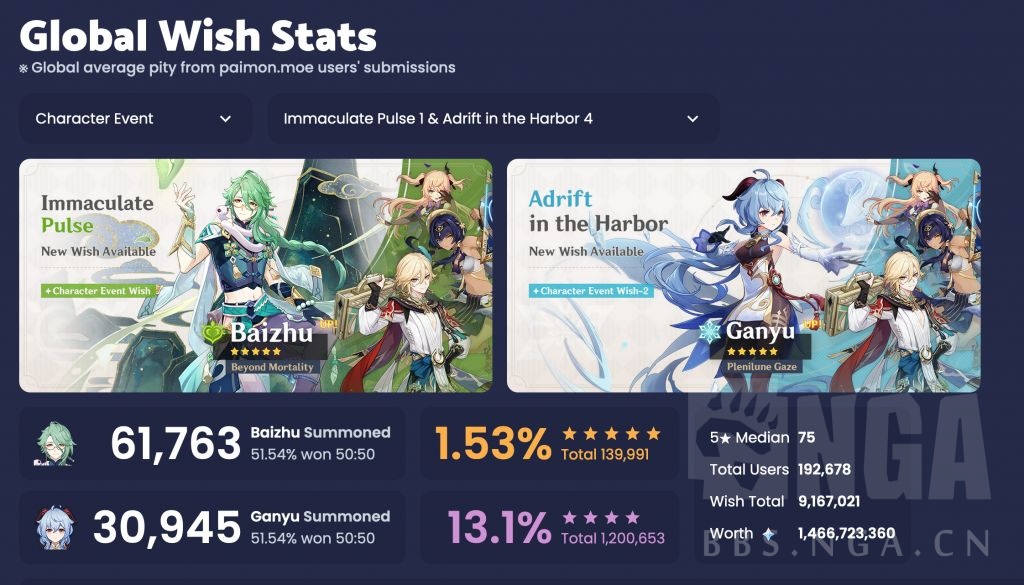 Global Wish Stats
※ Global average pity from paimon.moe users' submissions
Character Event
Immaculate Pulse 1 & Adrift in the Harbor 4
Immaculate
Pulse
New Wish Available
✦Character Event Wish
Baizhu UP!
★★★★★
Beyond Mortality
Adrift
in the Harbor
New Wish Available
✦Character Event Wish-2
Ganyu UP!
★★★★★
Plenilune Gaze
61,763 Baizhu Summoned
51.54% won 50:50
1.53% ★★★★★
Total 139,991
30,945 Ganyu Summoned
51.54% won 50:50
13.1% ★★★★
Total 1,200,653
5★ Median 75
Total Users 192,678
Wish Total 9,167,021
Worth 1,466,723,360
NGA
BBS.NGA.CN